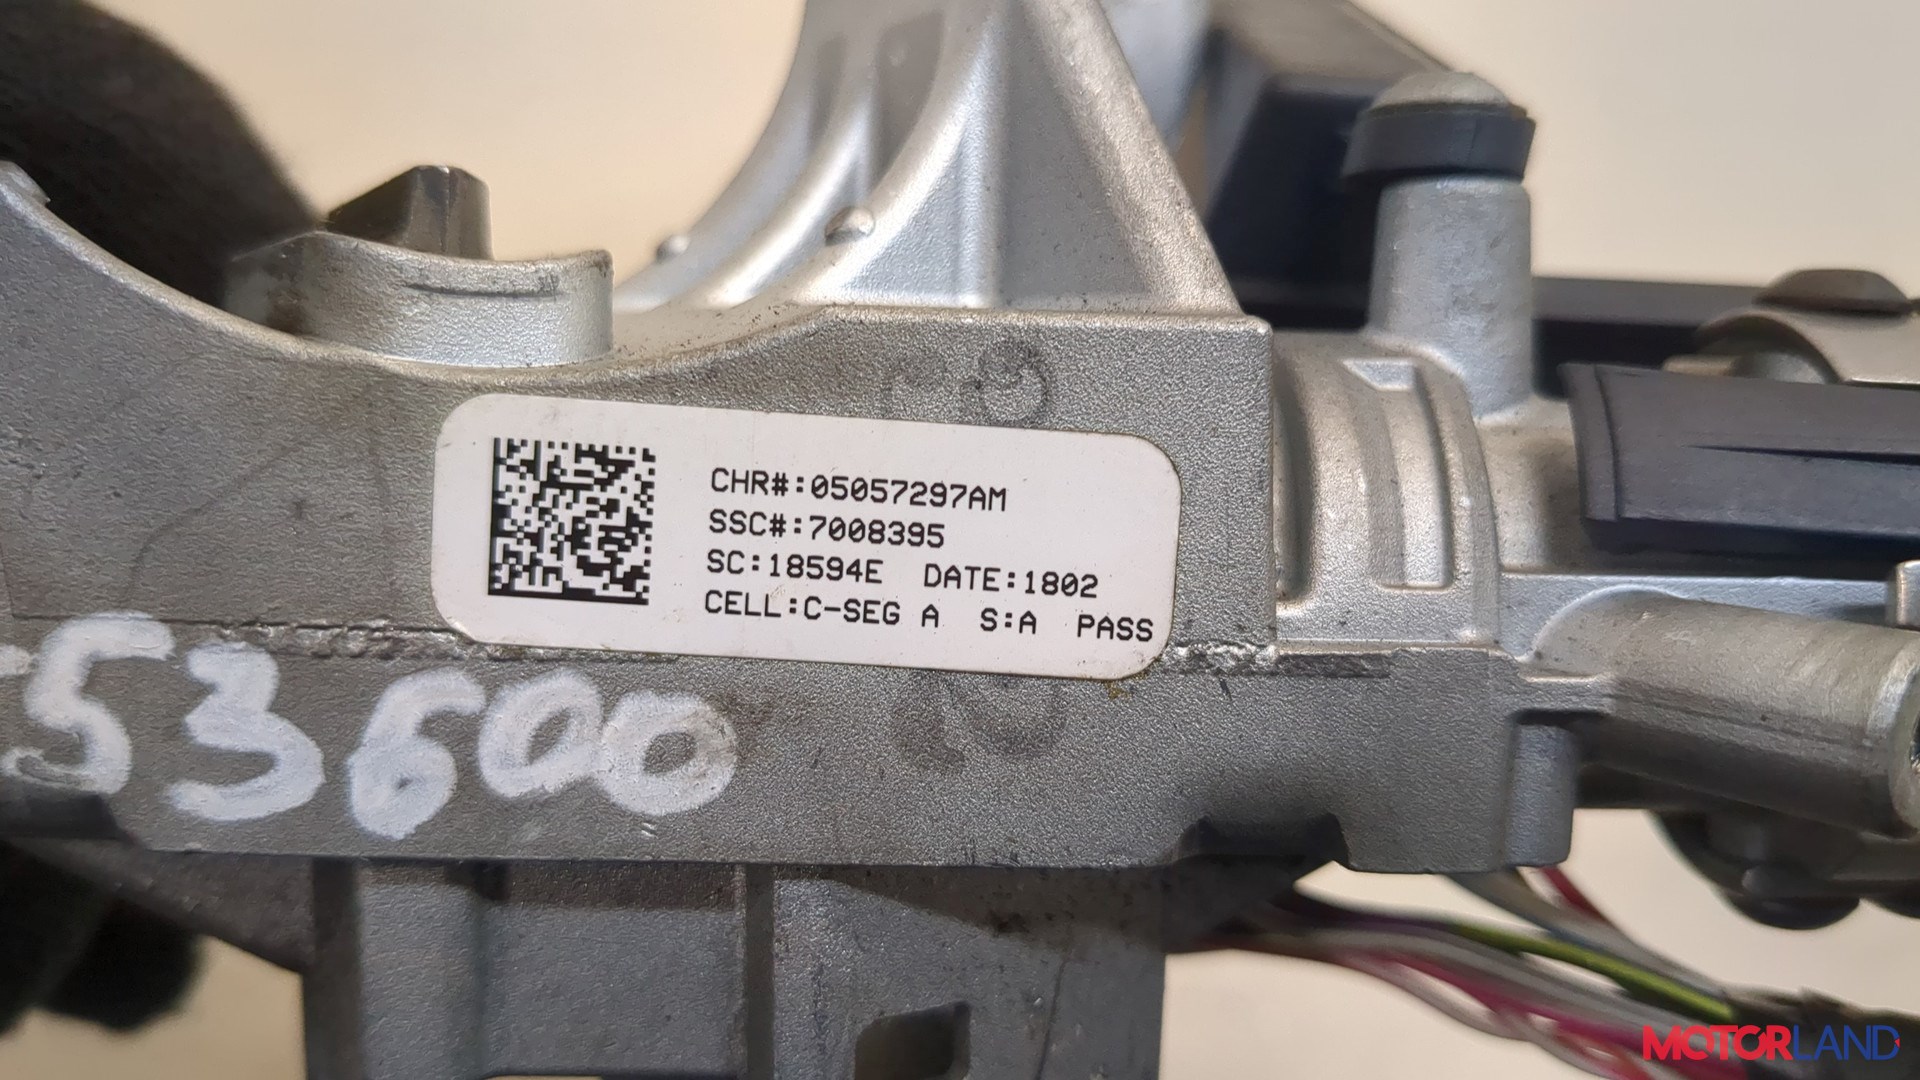 CHR#:05057297AM
SSC#:7008395
SC:18594E DATE:1802
CELL:C-SEG A S:A PASS
53600
MOTORLAND